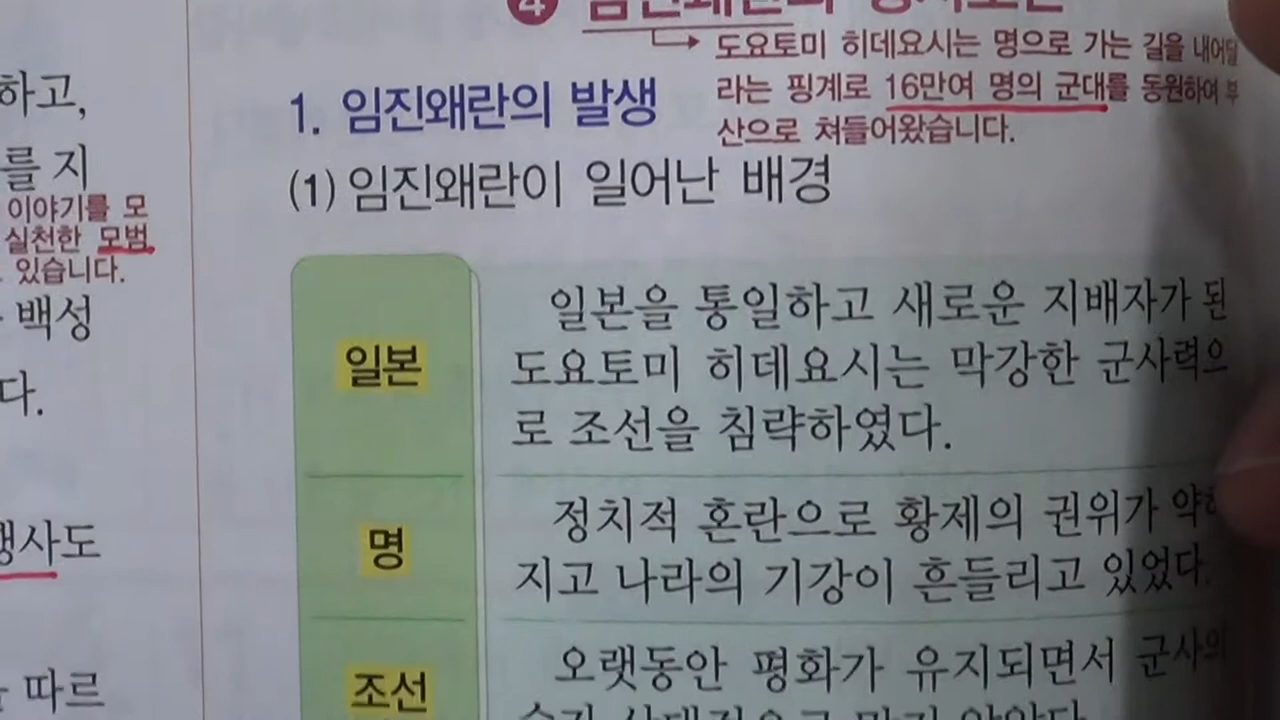 하고,
를 지
이야기를 모
실천한 모범
있습니다.
백성
다.
행사도
따르
4 임진왜란과
도요토미 히데요시는 명으로 가는 길을 내어달
라는 핑계로 16만여 명의 군대를 동원하여 부
산으로 쳐들어왔습니다.
1. 임진왜란의 발생
(1) 임진왜란이 일어난 배경
일본
일본을 통일하고 새로운 지배자가 된
도요토미 히데요시는 막강한 군사력으
로 조선을 침략하였다.
명
정치적 혼란으로 황제의 권위가 약해
지고 나라의 기강이 흔들리고 있었다.
조선
오랫동안 평화가 유지되면서 군사의